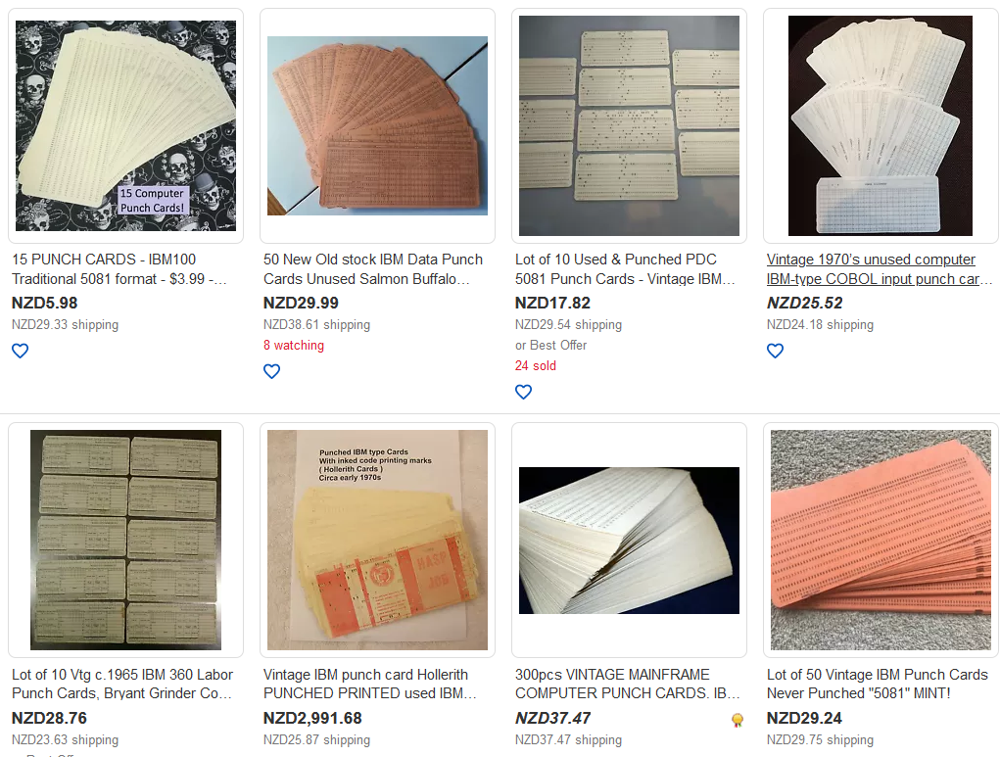 15 Computer
Punch Cards!
15 PUNCH CARDS - IBM100
Traditional 5081 format - $3.99 -...
NZD5.98
NZD29.33 shipping
50 New Old stock IBM Data Punch
Cards Unused Salmon Buffalo...
NZD29.99
NZD38.61 shipping
8 watching
Lot of 10 Used & Punched PDC
5081 Punch Cards - Vintage IBM...
NZD17.82
NZD29.54 shipping
or Best Offer
24 sold
Vintage 1970's unused computer
IBM-type COBOL input punch car...
NZD25.52
NZD24.18 shipping
Punched IBM type Cards
With inked code printing marks
( Hollerith Cards )
Circa early 1970s
HASP
JOB
Lot of 10 Vtg c.1965 IBM 360 Labor
Punch Cards, Bryant Grinder Co...
NZD28.76
NZD23.63 shipping
or Best Offer
Vintage IBM punch card Hollerith
PUNCHED PRINTED used IBM...
NZD2,991.68
NZD25.87 shipping
300pcs VINTAGE MAINFRAME
COMPUTER PUNCH CARDS. IB...
NZD37.47
NZD37.47 shipping
Lot of 50 Vintage IBM Punch Cards
Never Punched "5081" MINT!
NZD29.24
NZD29.75 shipping